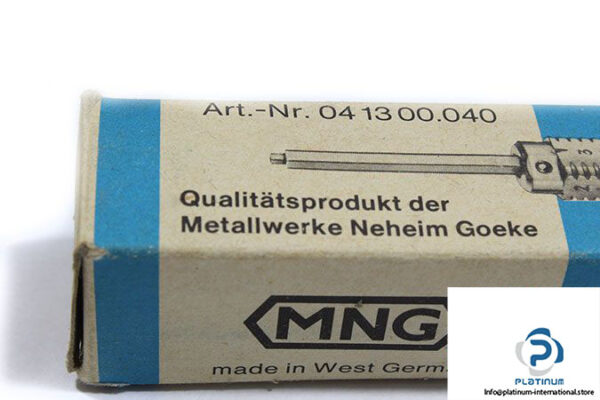 Art.-Nr. 04 13 00.040
Qualitätsprodukt der
Metallwerke Neheim Goeke
MNG
made in West Germ
PLATINUM
Info@platinum-international.store